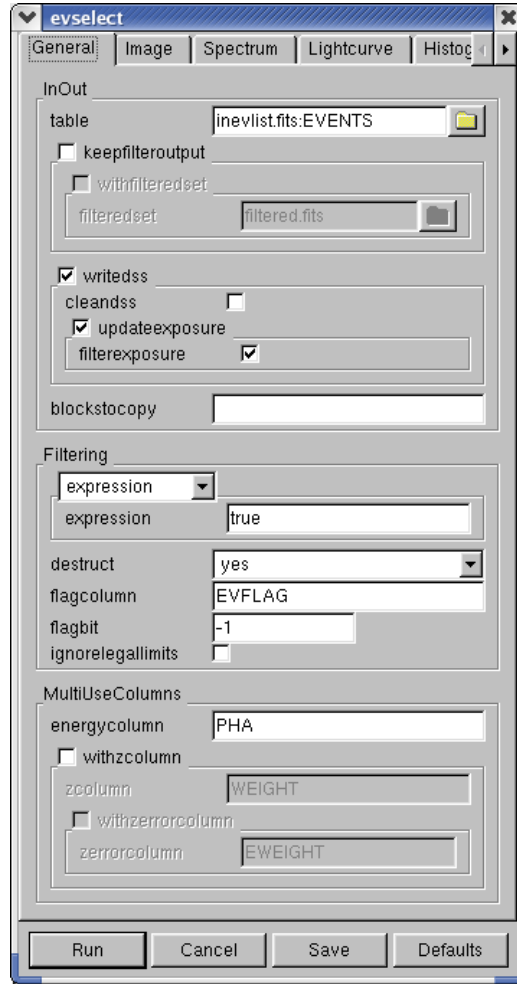 evselect
General Image Spectrum Lightcurve Histog
InOut
table inevlist.fits:EVENTS
keepfilteroutput
withfilteredset
filteredset filtered.fits
writedss
cleandss
updateexposure
filterexposure
blockstocopy
Filtering
expression
expression true
destruct yes
flagcolumn EVFLAG
flagbit -1
ignorelegallimits
MultiUseColumns
energycolumn PHA
withzcolumn
zcolumn WEIGHT
withzerrorcolumn
zerrorcolumn EWEIGHT
Run Cancel Save Defaults